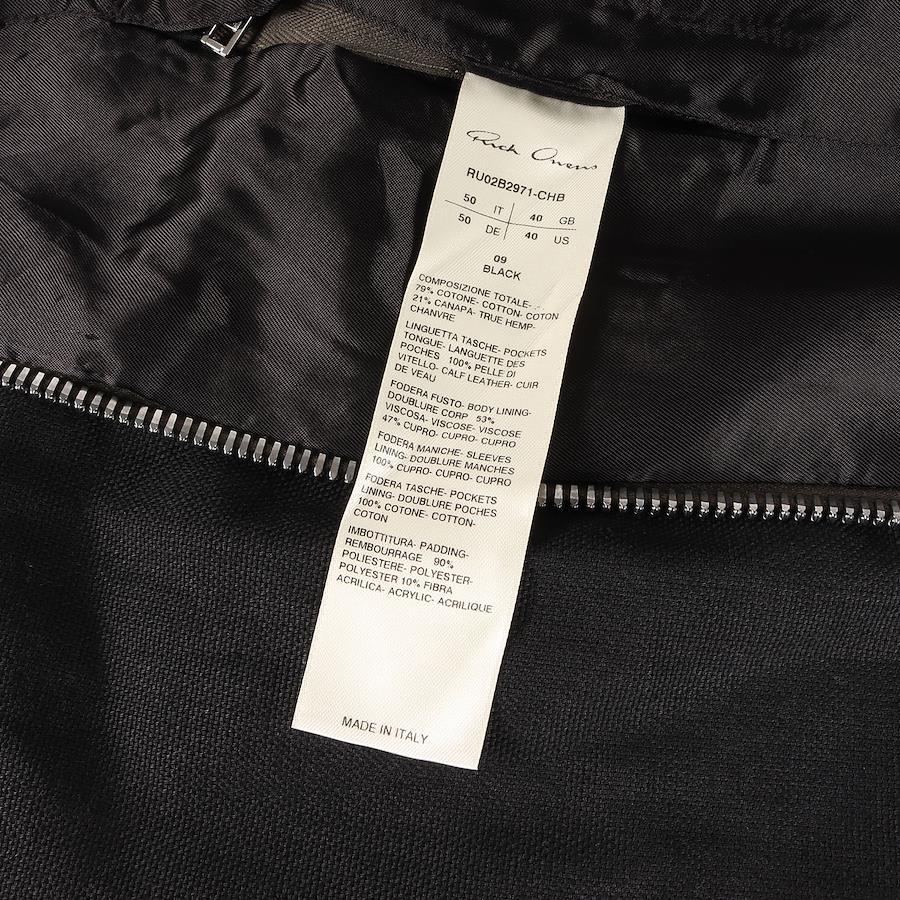 Rick Owens
RU02B2971-CHB
50 IT 40 GB
50 DE 40 US
09
BLACK
COMPOSIZIONE TOTALE-
79% COTONE- COTTON- COTON
21% CANAPA- TRUE HEMP-
CHANVRE
LINGUETTA TASCHE- POCKETS
TONGUE- LANGUETTE DES
POCHES 100% PELLE DI
VITELLO- CALF LEATHER- CUIR
DE VEAU
FODERA FUSTO- BODY LINING-
DOUBLURE CORP 53%
VISCOSA- VISCOSE- VISCOSE
47% CUPRO- CUPRO- CUPRO
FODERA MANICHE- SLEEVES
LINING- DOUBLURE MANCHES
100% CUPRO- CUPRO- CUPRO
FODERA TASCHE- POCKETS
LINING- DOUBLURE POCHES
100% COTONE- COTTON-
COTON
IMBOTTITURA- PADDING-
REMBOURRAGE 90%
POLIESTERE- POLYESTER-
POLYESTER 10% FIBRA
ACRILICA- ACRYLIC- ACRILIQUE
MADE IN ITALY